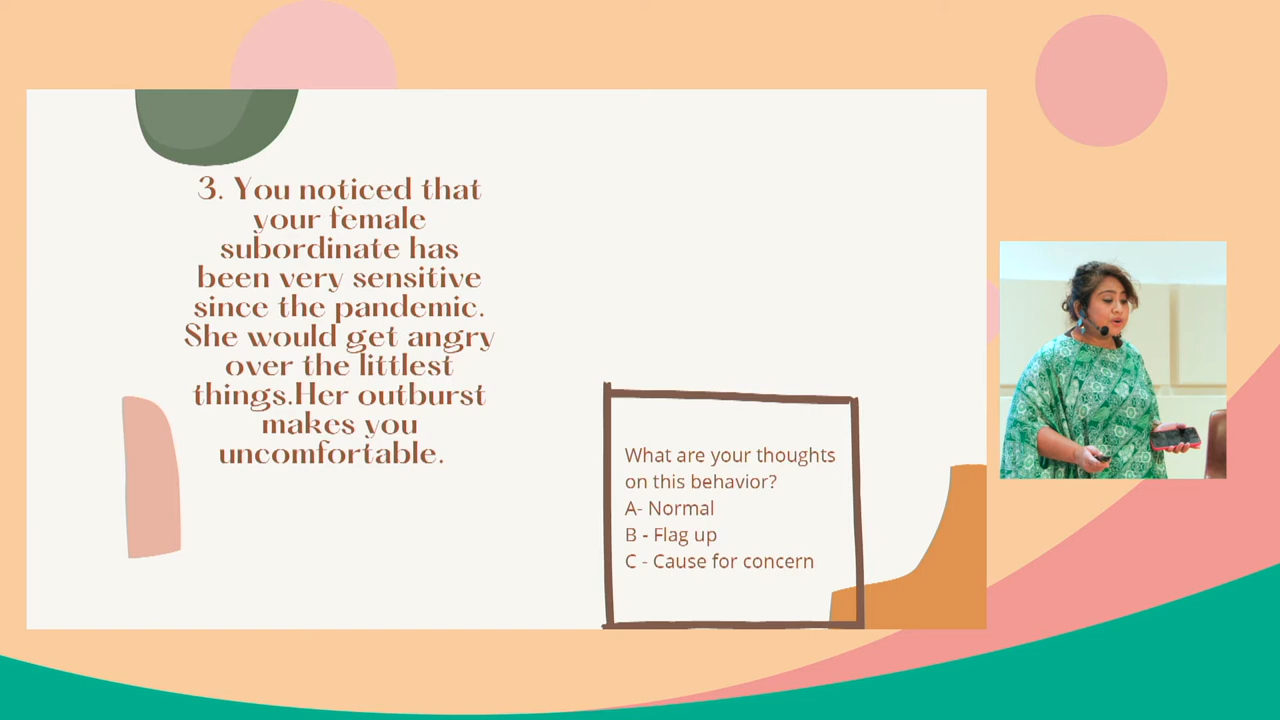 3. You noticed that
your female
subordinate has
been very sensitive
since the pandemic.
She would get angry
over the littlest
things.Her outburst
makes you
uncomfortable.
What are your thoughts
on this behavior?
A- Normal
B - Flag up
C - Cause for concern